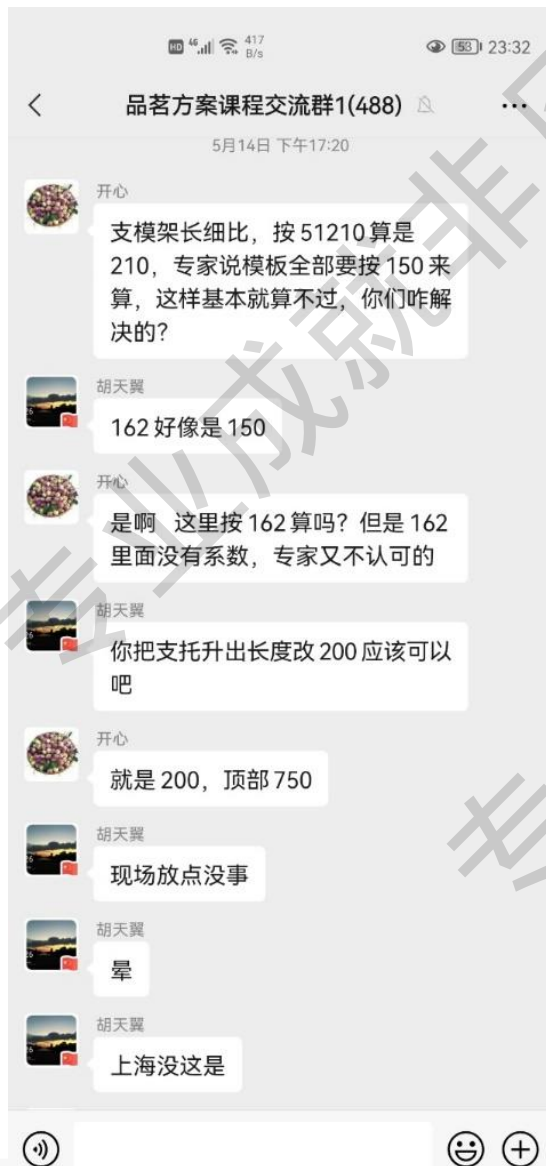 HD 46 417 B/s 53 23:32
品茗方案课程交流群1(488)
5月14日 下午17:20
开心
支模架长细比，按51210算是
210，专家说模板全部要按150来
算，这样基本就算不过，你们咋解
决的？
胡天翼
162好像是150
开心
是啊 这里按162算吗？但是162
里面没有系数，专家又不认可的
胡天翼
你把支托升出长度改200应该可以
吧
开心
就是200，顶部750
胡天翼
现场放点没事
胡天翼
晕
胡天翼
上海没这是
专业成就非
专